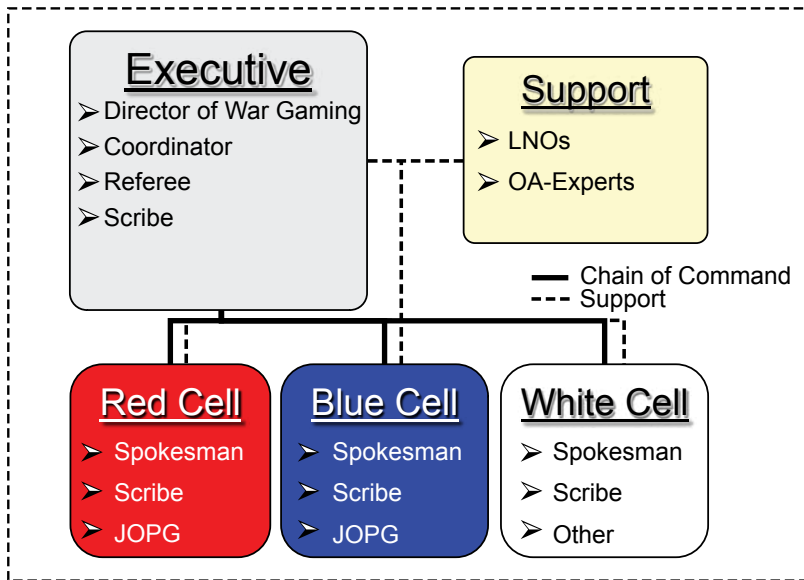 Executive
Director of War Gaming
Coordinator
Referee
Scribe
Support
LNOs
OA-Experts
Chain of Command
Support
Red Cell
Spokesman
Scribe
JOPG
Blue Cell
Spokesman
Scribe
JOPG
White Cell
Spokesman
Scribe
Other